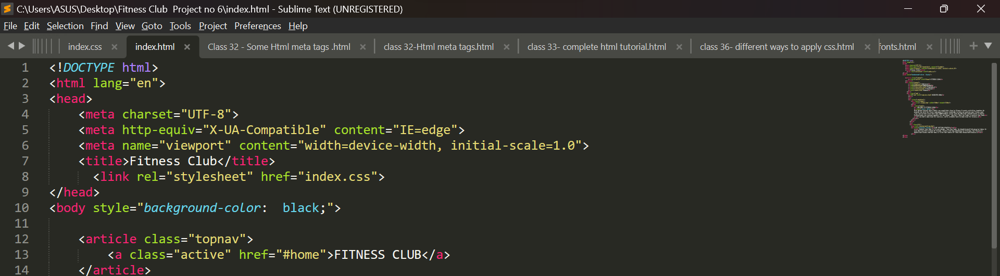 C:\Users\ASUS\Desktop\Fitness Club  Project no 6\index.html - Sublime Text (UNREGISTERED)
File Edit Selection Find View Goto Tools Project Preferences Help
index.css × index.html × Class 32 - Some Html meta tags .html × class 32-Html meta tags.html × class 33- complete html tutorial.html × class 36- different ways to apply css.html × fonts.html ×
1 <!DOCTYPE html>
2 <html lang="en">
3 <head>
4     <meta charset="UTF-8">
5     <meta http-equiv="X-UA-Compatible" content="IE=edge">
6     <meta name="viewport" content="width=device-width, initial-scale=1.0">
7     <title>Fitness Club</title>
8       <link rel="stylesheet" href="index.css">
9 </head>
10 <body style="background-color:  black;">
11
12     <article class="topnav">
13         <a class="active" href="#home">FITNESS CLUB</a>
14     </article>